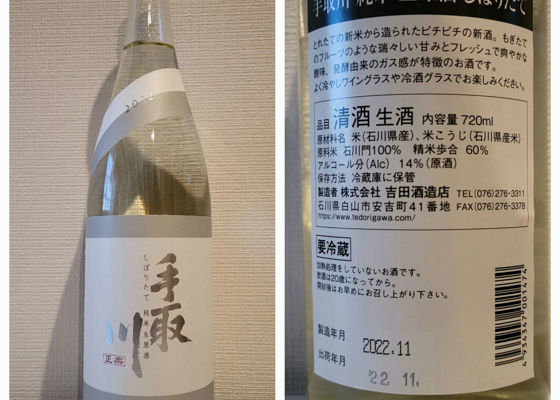 手取川
しぼりたて 純米生原酒
正宗
とれたての新米から造られたピチピチの新酒。もぎたて
のフルーツのような瑞々しい甘みとフレッシュで爽やかな
酸味、発酵由来のガス感が特徴のお酒です。
よく冷やしワイングラスや冷酒グラスでお楽しみください。
品目 清酒 生酒 内容量 720ml
原材料名 米(石川県産)、米こうじ(石川県産米)
原料米 石川門100% 精米歩合 60%
アルコール分(Alc) 14%(原酒)
保存方法 冷蔵庫に保管
製造者 株式会社 吉田酒造店 TEL(076)276-3311
石川県白山市安吉町41番地 FAX(076)276-3378
https://www.tedorigawa.com/
要冷蔵
加熱処理をしていないお酒です。
飲酒は20歳になってから。
開封後はお早めにお召し上がり下さい。
製造年月 2022.11
出荷年月 22.11.
4934347001474